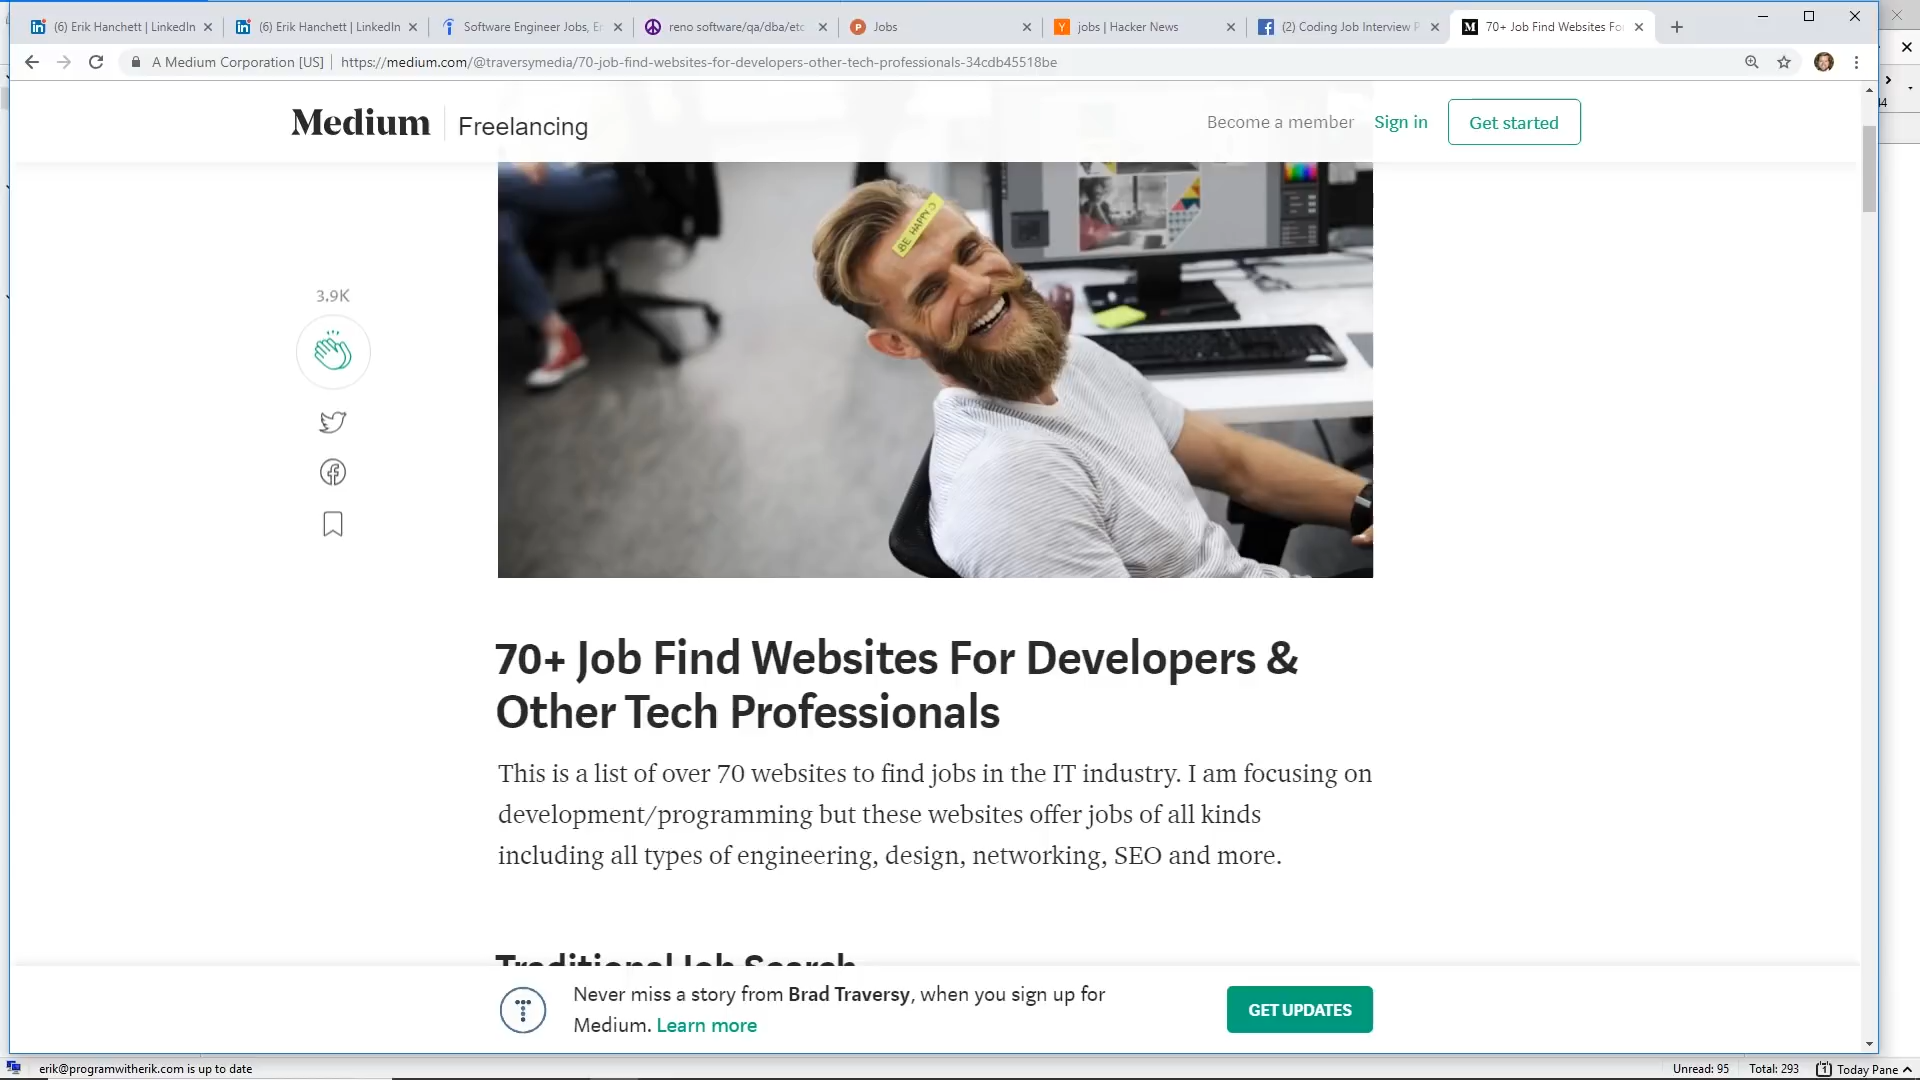 (6) Erik Hanchett | LinkedIn
(6) Erik Hanchett | LinkedIn
Software Engineer Jobs, Er
reno software/qa/dba/etc
Jobs
jobs | Hacker News
(2) Coding Job Interview P
70+ Job Find Websites Fo
A Medium Corporation [US] | https://medium.com/@traversymedia/70-job-find-websites-for-developers-other-tech-professionals-34cdb45518be
Medium
Freelancing
Become a member
Sign in
Get started
BE HAPPY
3.9K
70+ Job Find Websites For Developers &
Other Tech Professionals
This is a list of over 70 websites to find jobs in the IT industry. I am focusing on
development/programming but these websites offer jobs of all kinds
including all types of engineering, design, networking, SEO and more.
Traditional Job Search
Never miss a story from Brad Traversy, when you sign up for
Medium. Learn more
GET UPDATES
erik@programwitherik.com is up to date
Unread: 95
Total: 293
Today Pane